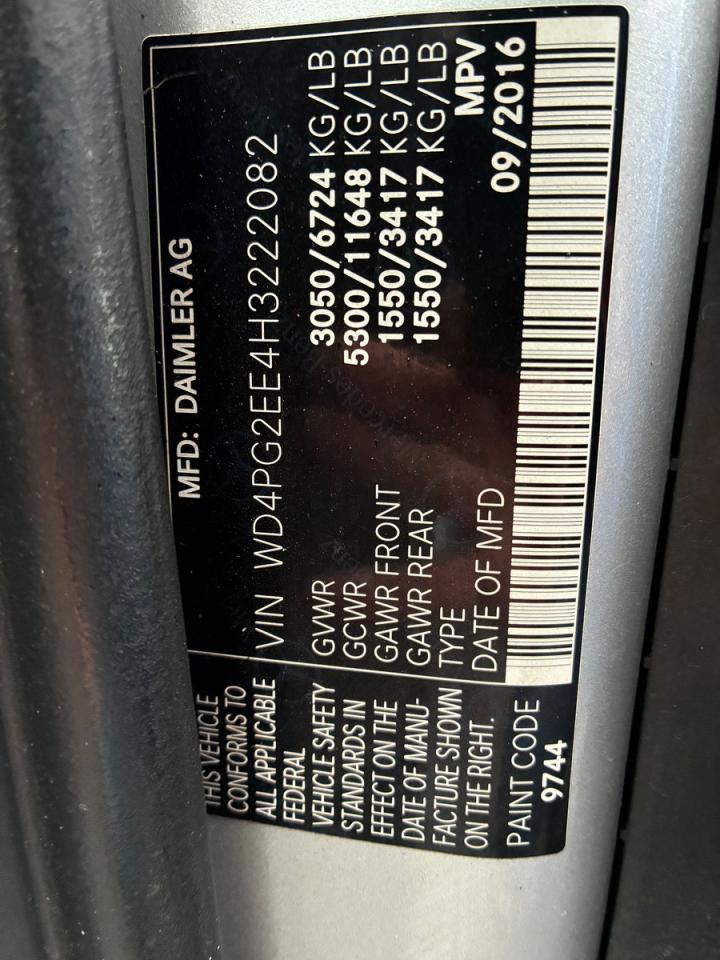 MFD: DAIMLER AG
VIN WD4PG2EE4H3222082
GVWR 3050/6724 KG/LB
GCWR 5300/11648 KG/LB
GAWR FRONT 1550/3417 KG/LB
GAWR REAR 1550/3417 KG/LB
TYPE MPV
DATE OF MFD 09/2016
THIS VEHICLE
CONFORMS TO
ALL APPLICABLE
FEDERAL
VEHICLE SAFETY
STANDARDS IN
EFFECT ON THE
DATE OF MANU-
FACTURE SHOWN
ON THE RIGHT.
PAINT CODE
9744